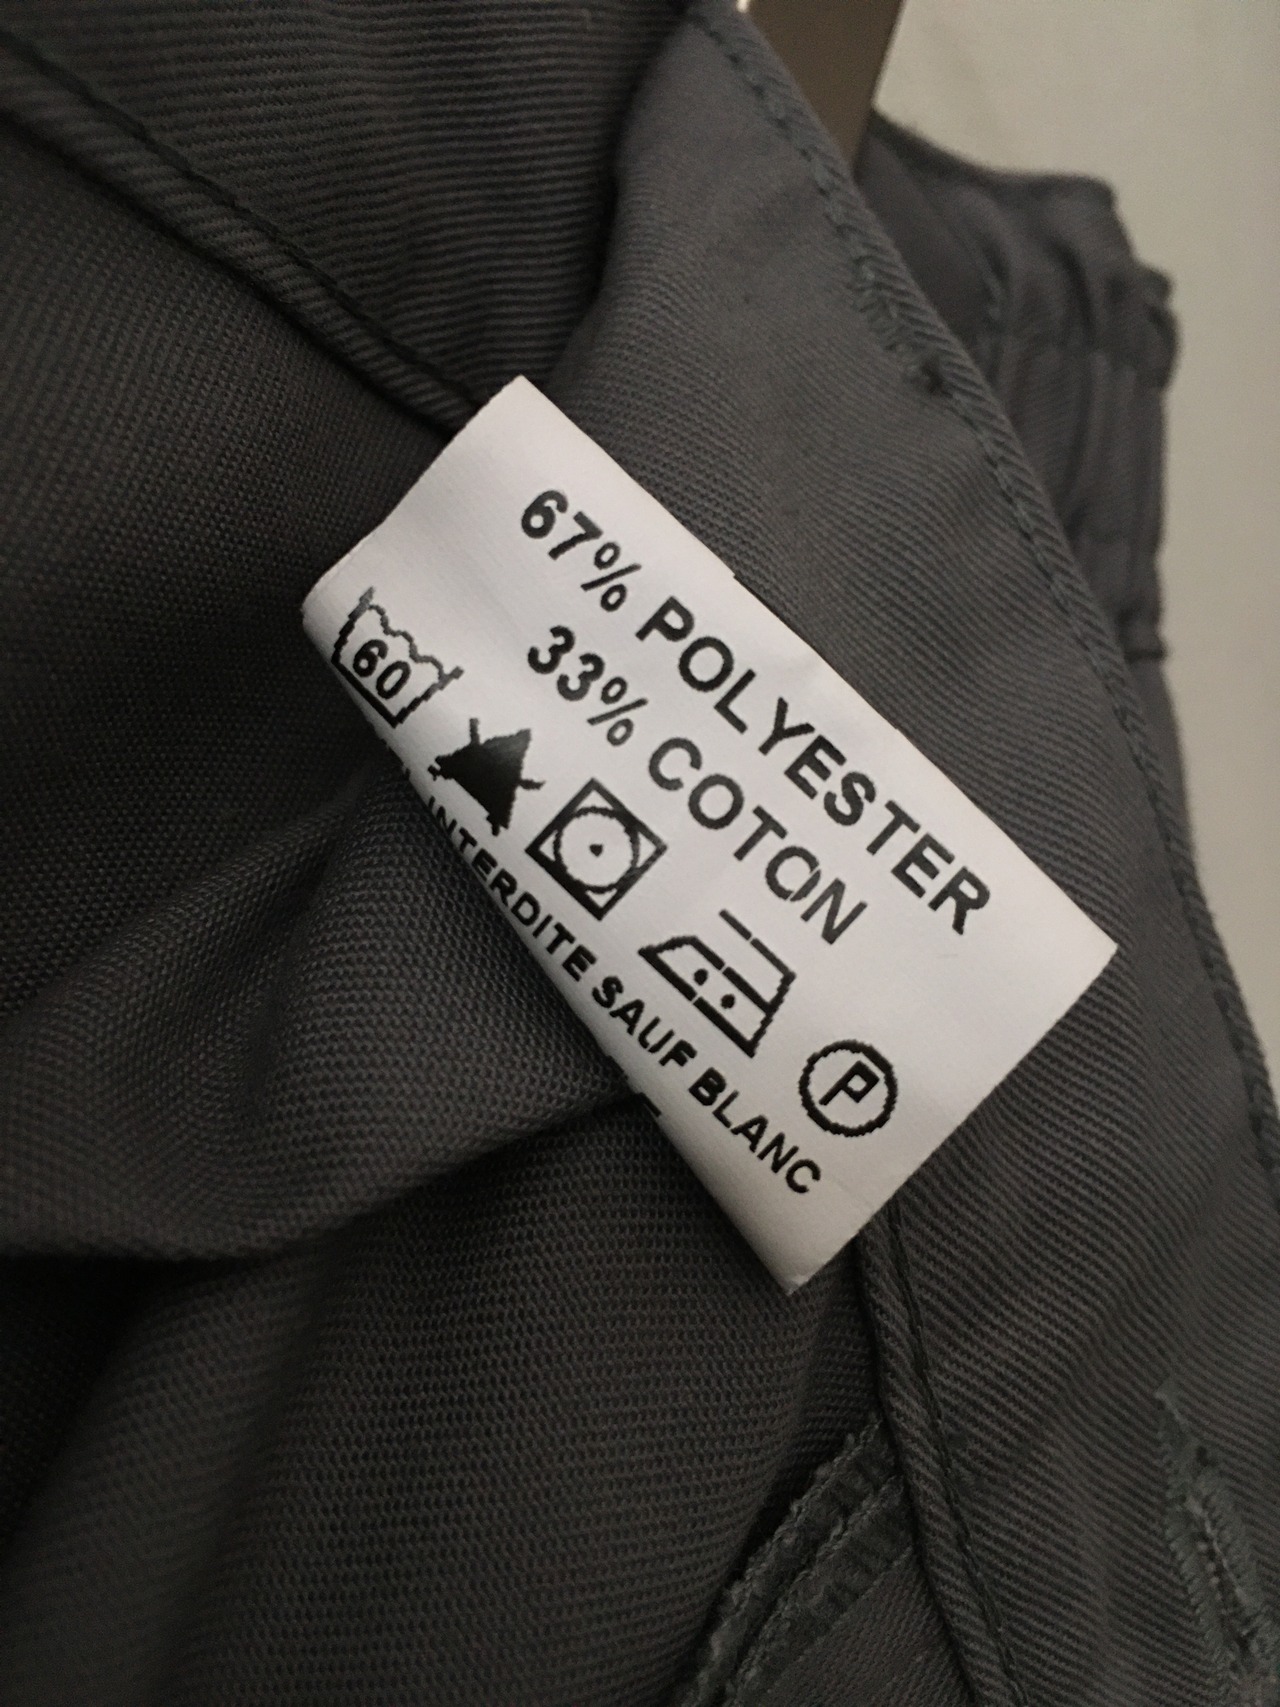 67% POLYESTER
33% COTON
60
P
INTERDITE SAUF BLANC